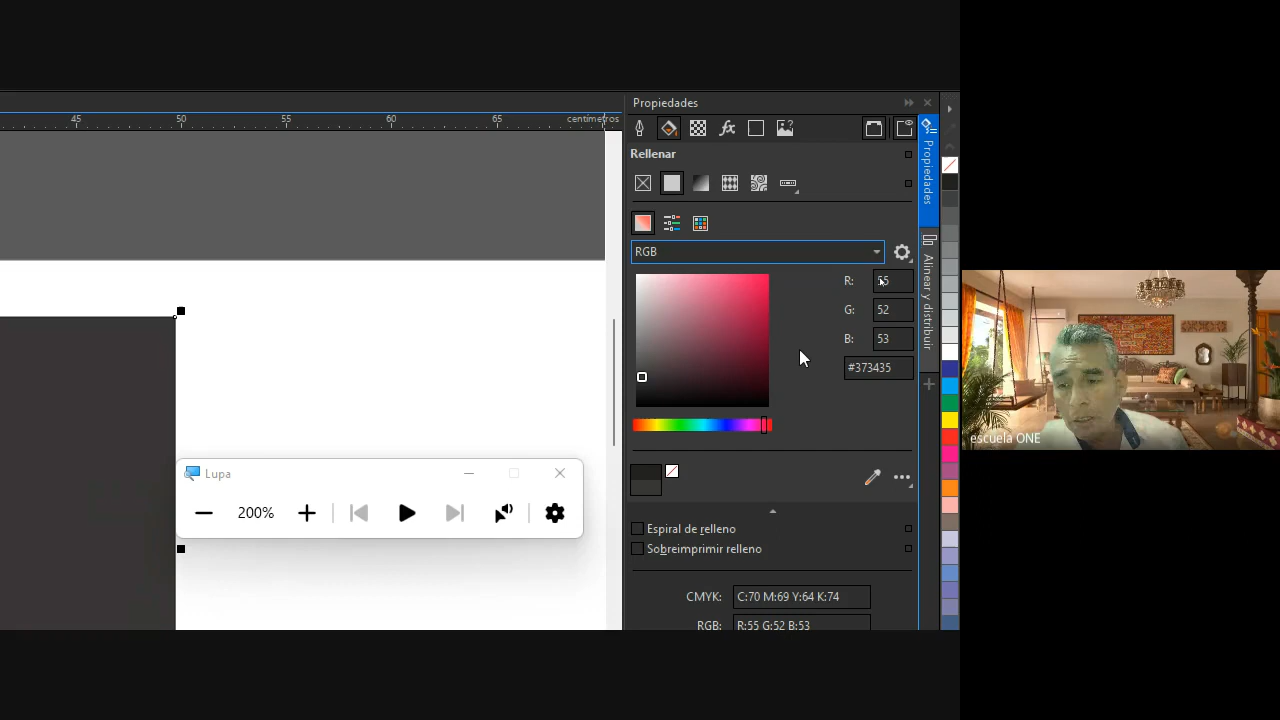 Propiedades
45 50 55 60 65 centímetros
Rellenar
Propiedades
RGB
R: 55
G: 52
B: 53
#373435
Alinear y distribuir
escuela ONE
Lupa
200%
Espiral de relleno
Sobreimprimir relleno
CMYK: C:70 M:69 Y:64 K:74
RGB: R:55 G:52 B:53